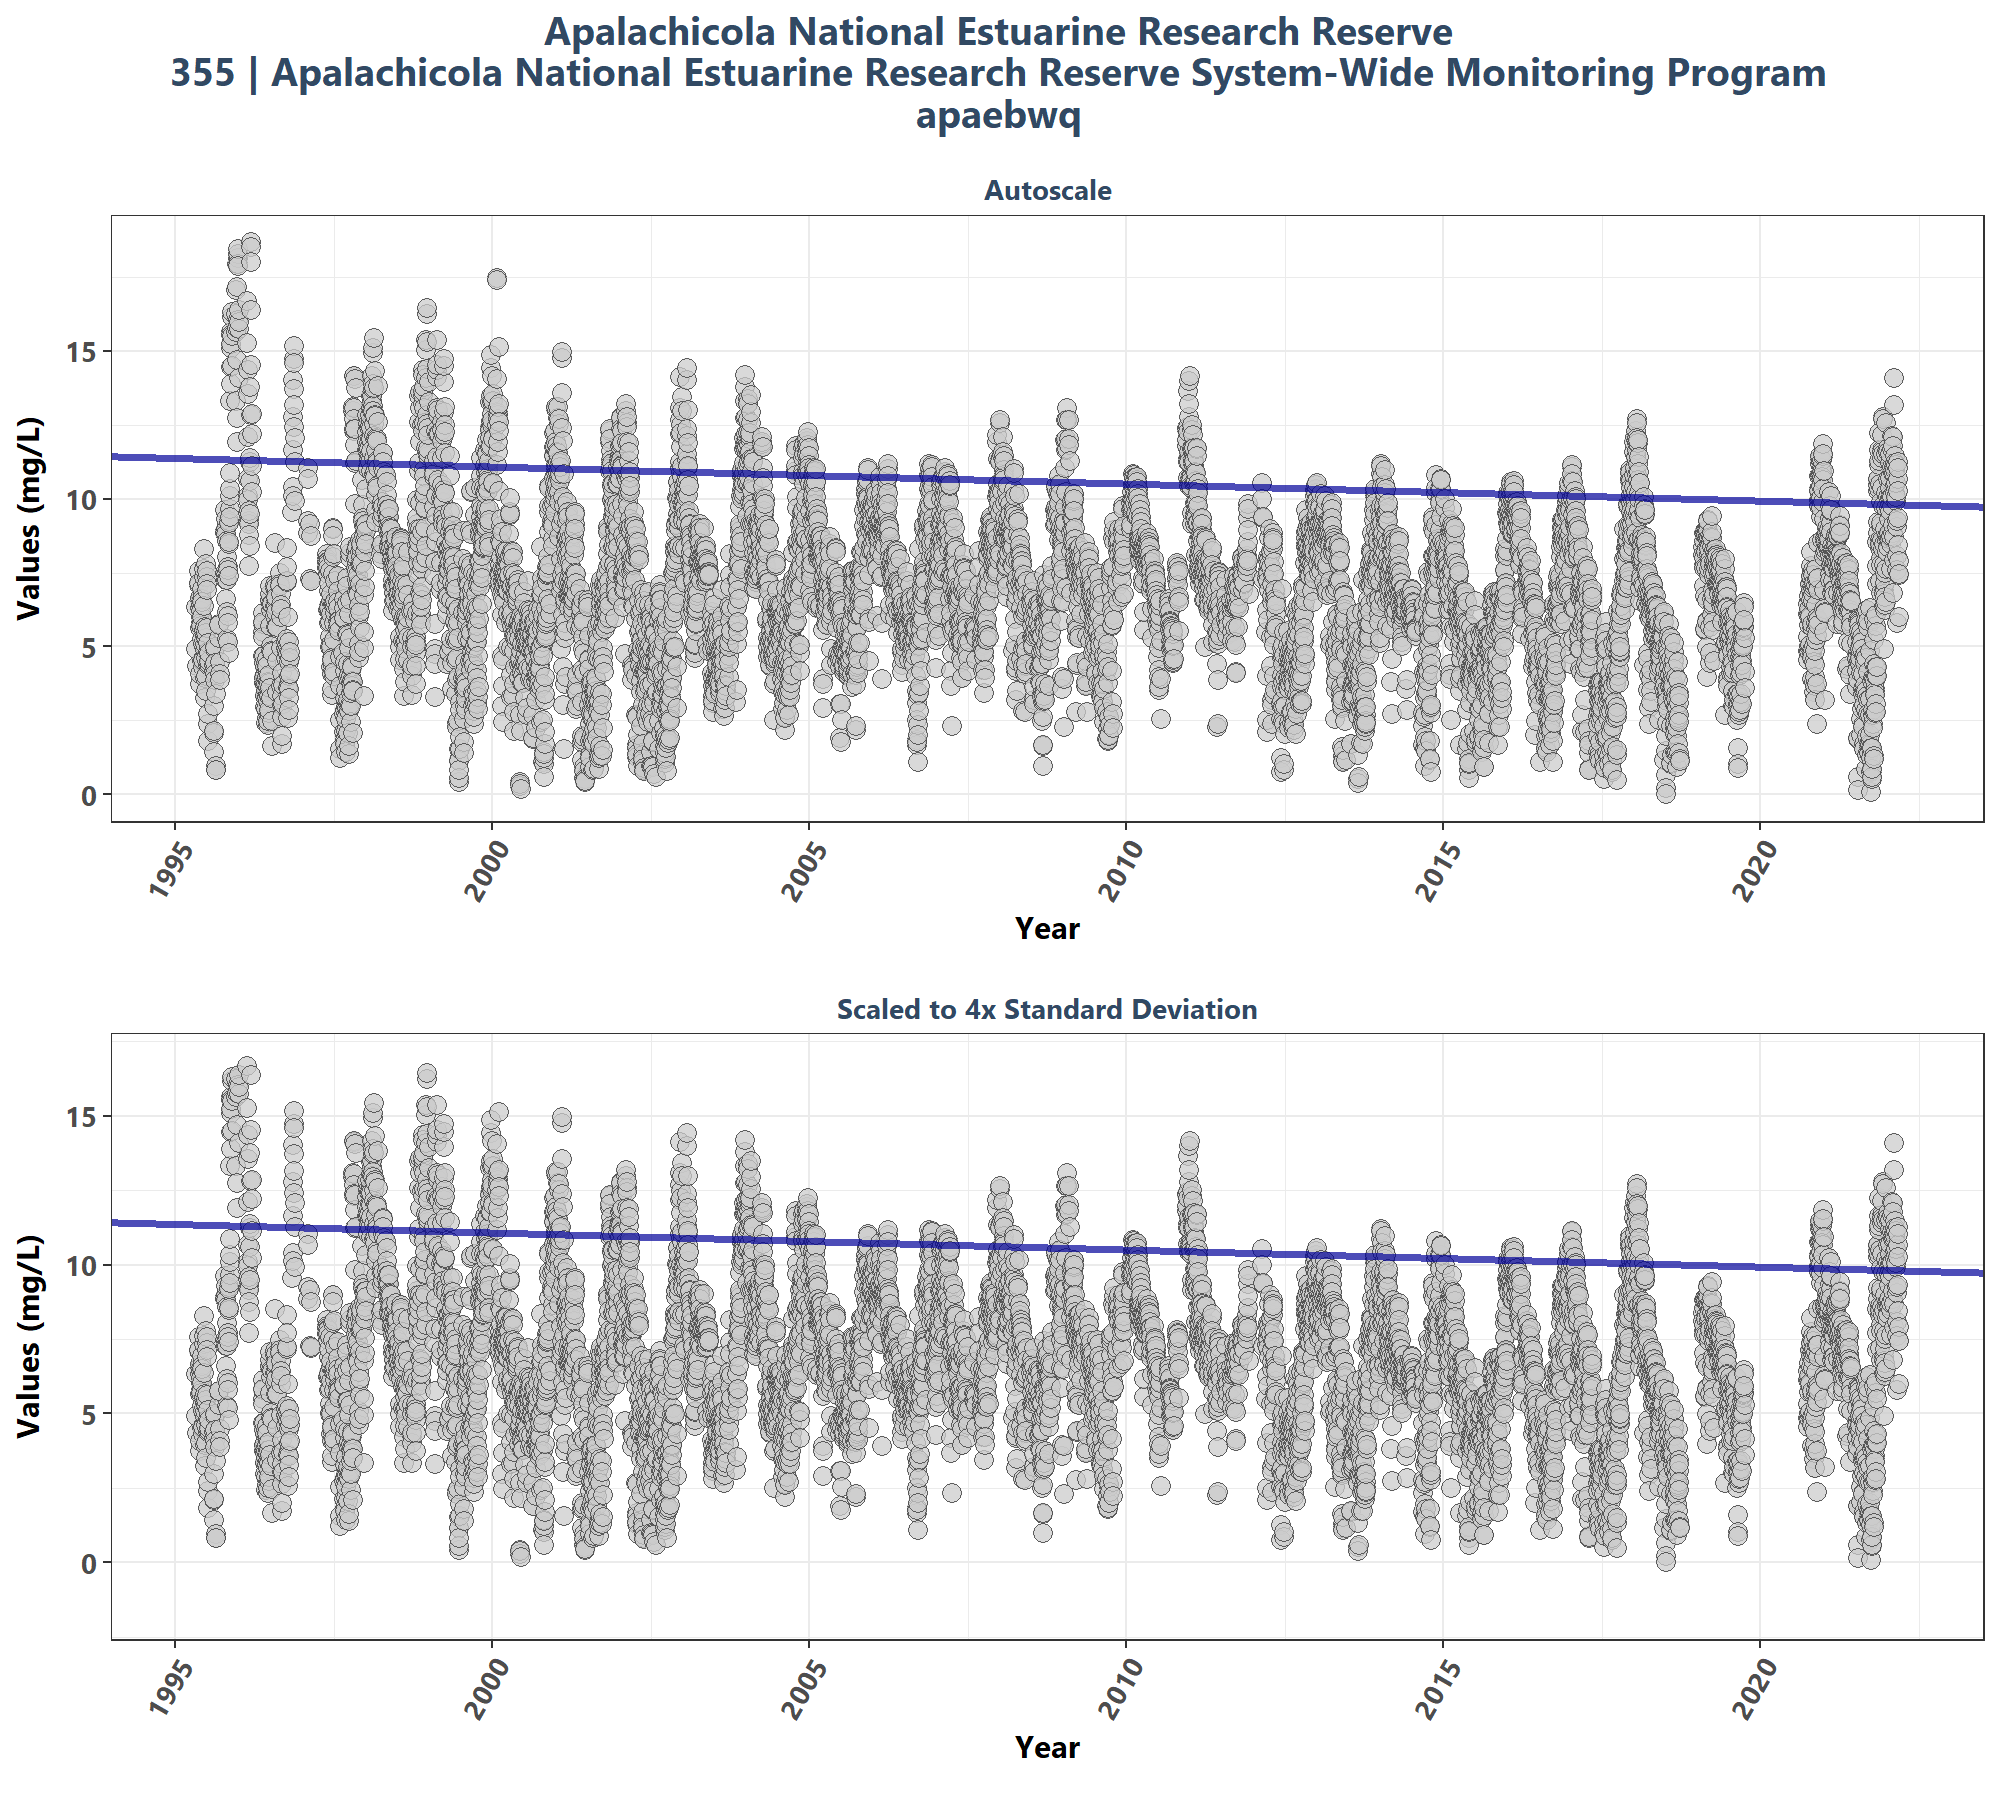 Apalachicola National Estuarine Research Reserve
355 | Apalachicola National Estuarine Research Reserve System-Wide Monitoring Program
apaebwq
Autoscale
Values (mg/L)
15
10
5
0
1995 2000 2005 2010 2015 2020
Year
Scaled to 4x Standard Deviation
Values (mg/L)
15
10
5
0
1995 2000 2005 2010 2015 2020
Year